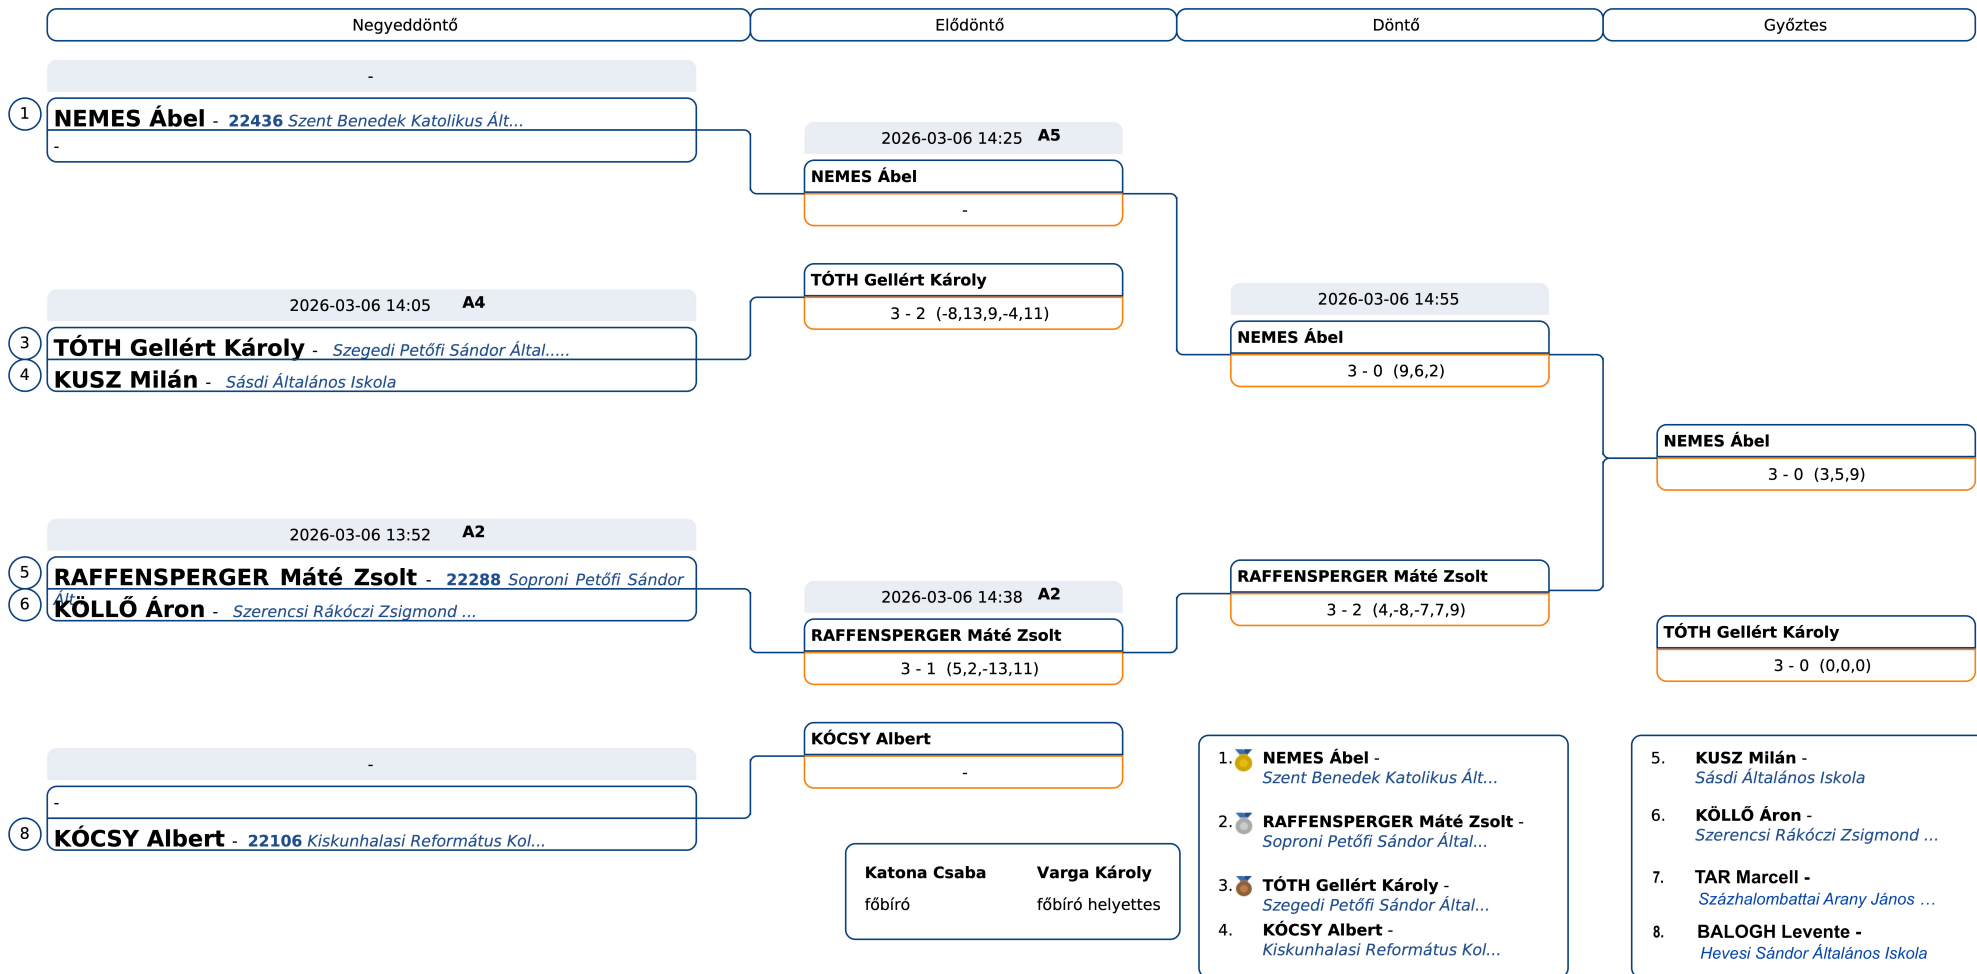 Negyeddöntő Elődöntő Döntő Győztes
-
1 NEMES Ábel - 22436 Szent Benedek Katolikus Ált...
-
2026-03-06 14:05 A4
3 TÓTH Gellért Károly - Szegedi Petőfi Sándor Által.....
4 KUSZ Milán - Sásdi Általános Iskola
2026-03-06 13:52 A2
5 RAFFENSPERGER Máté Zsolt - 22288 Soproni Petőfi Sándor
Ált...
6 KÖLLŐ Áron - Szerencsi Rákóczi Zsigmond ...
-
-
8 KÓCSY Albert - 22106 Kiskunhalasi Református Kol...
2026-03-06 14:25 A5
NEMES Ábel
-
TÓTH Gellért Károly
3 - 2 (-8,13,9,-4,11)
2026-03-06 14:38 A2
RAFFENSPERGER Máté Zsolt
3 - 1 (5,2,-13,11)
KÓCSY Albert
-
2026-03-06 14:55
NEMES Ábel
3 - 0 (9,6,2)
RAFFENSPERGER Máté Zsolt
3 - 2 (4,-8,-7,7,9)
NEMES Ábel
3 - 0 (3,5,9)
TÓTH Gellért Károly
3 - 0 (0,0,0)
Katona Csaba Varga Károly
főbíró főbíró helyettes
1. NEMES Ábel -
Szent Benedek Katolikus Ált...
2. RAFFENSPERGER Máté Zsolt -
Soproni Petőfi Sándor Által...
3. TÓTH Gellért Károly -
Szegedi Petőfi Sándor Által...
4. KÓCSY Albert -
Kiskunhalasi Református Kol...
5. KUSZ Milán -
Sásdi Általános Iskola
6. KÖLLŐ Áron -
Szerencsi Rákóczi Zsigmond ...
7. TAR Marcell -
Százhalombattai Arany János ...
8. BALOGH Levente -
Hevesi Sándor Általános Iskola